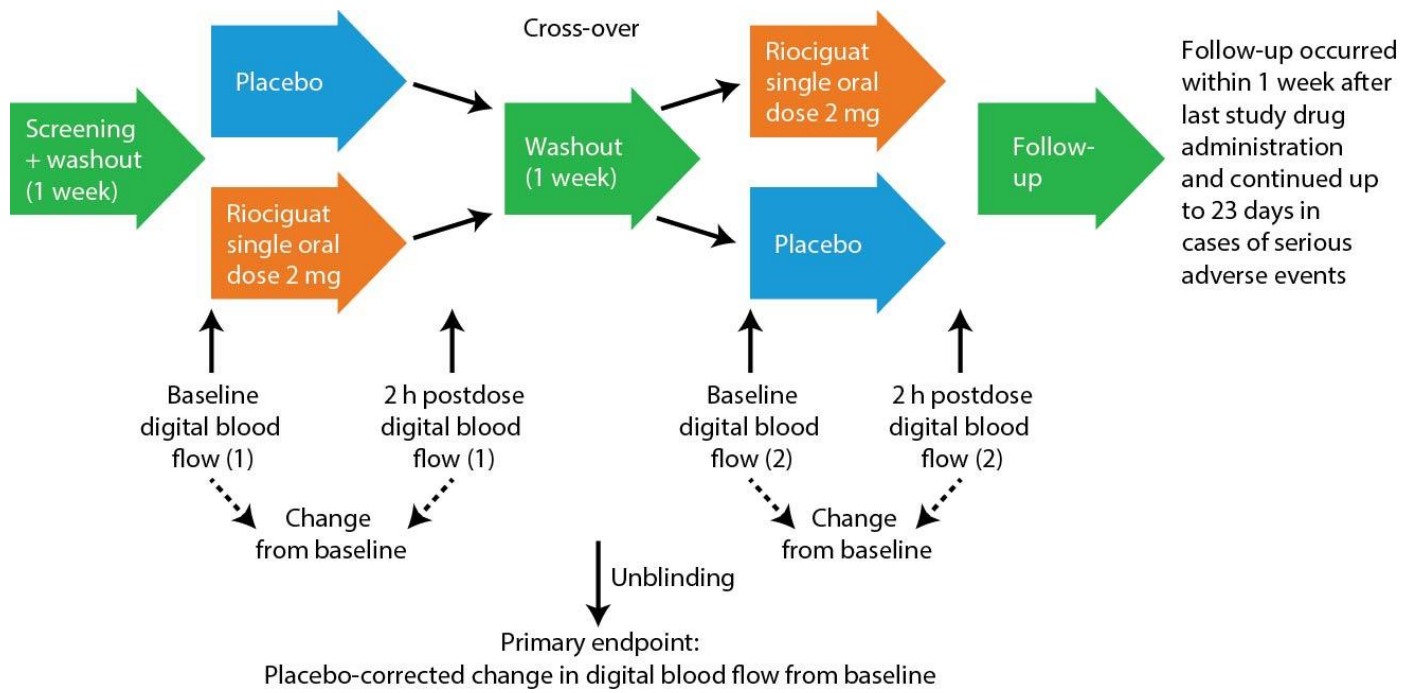 Cross-over
Screening
+ washout
(1 week)
Placebo
Riociguat
single oral
dose 2 mg
Washout
(1 week)
Riociguat
single oral
dose 2 mg
Placebo
Follow-
up
Follow-up occurred
within 1 week after
last study drug
administration
and continued up
to 23 days in
cases of serious
adverse events
Baseline
digital blood
flow (1)
2 h postdose
digital blood
flow (1)
Baseline
digital blood
flow (2)
2 h postdose
digital blood
flow (2)
Change
from baseline
Change
from baseline
Unblinding
Primary endpoint:
Placebo-corrected change in digital blood flow from baseline